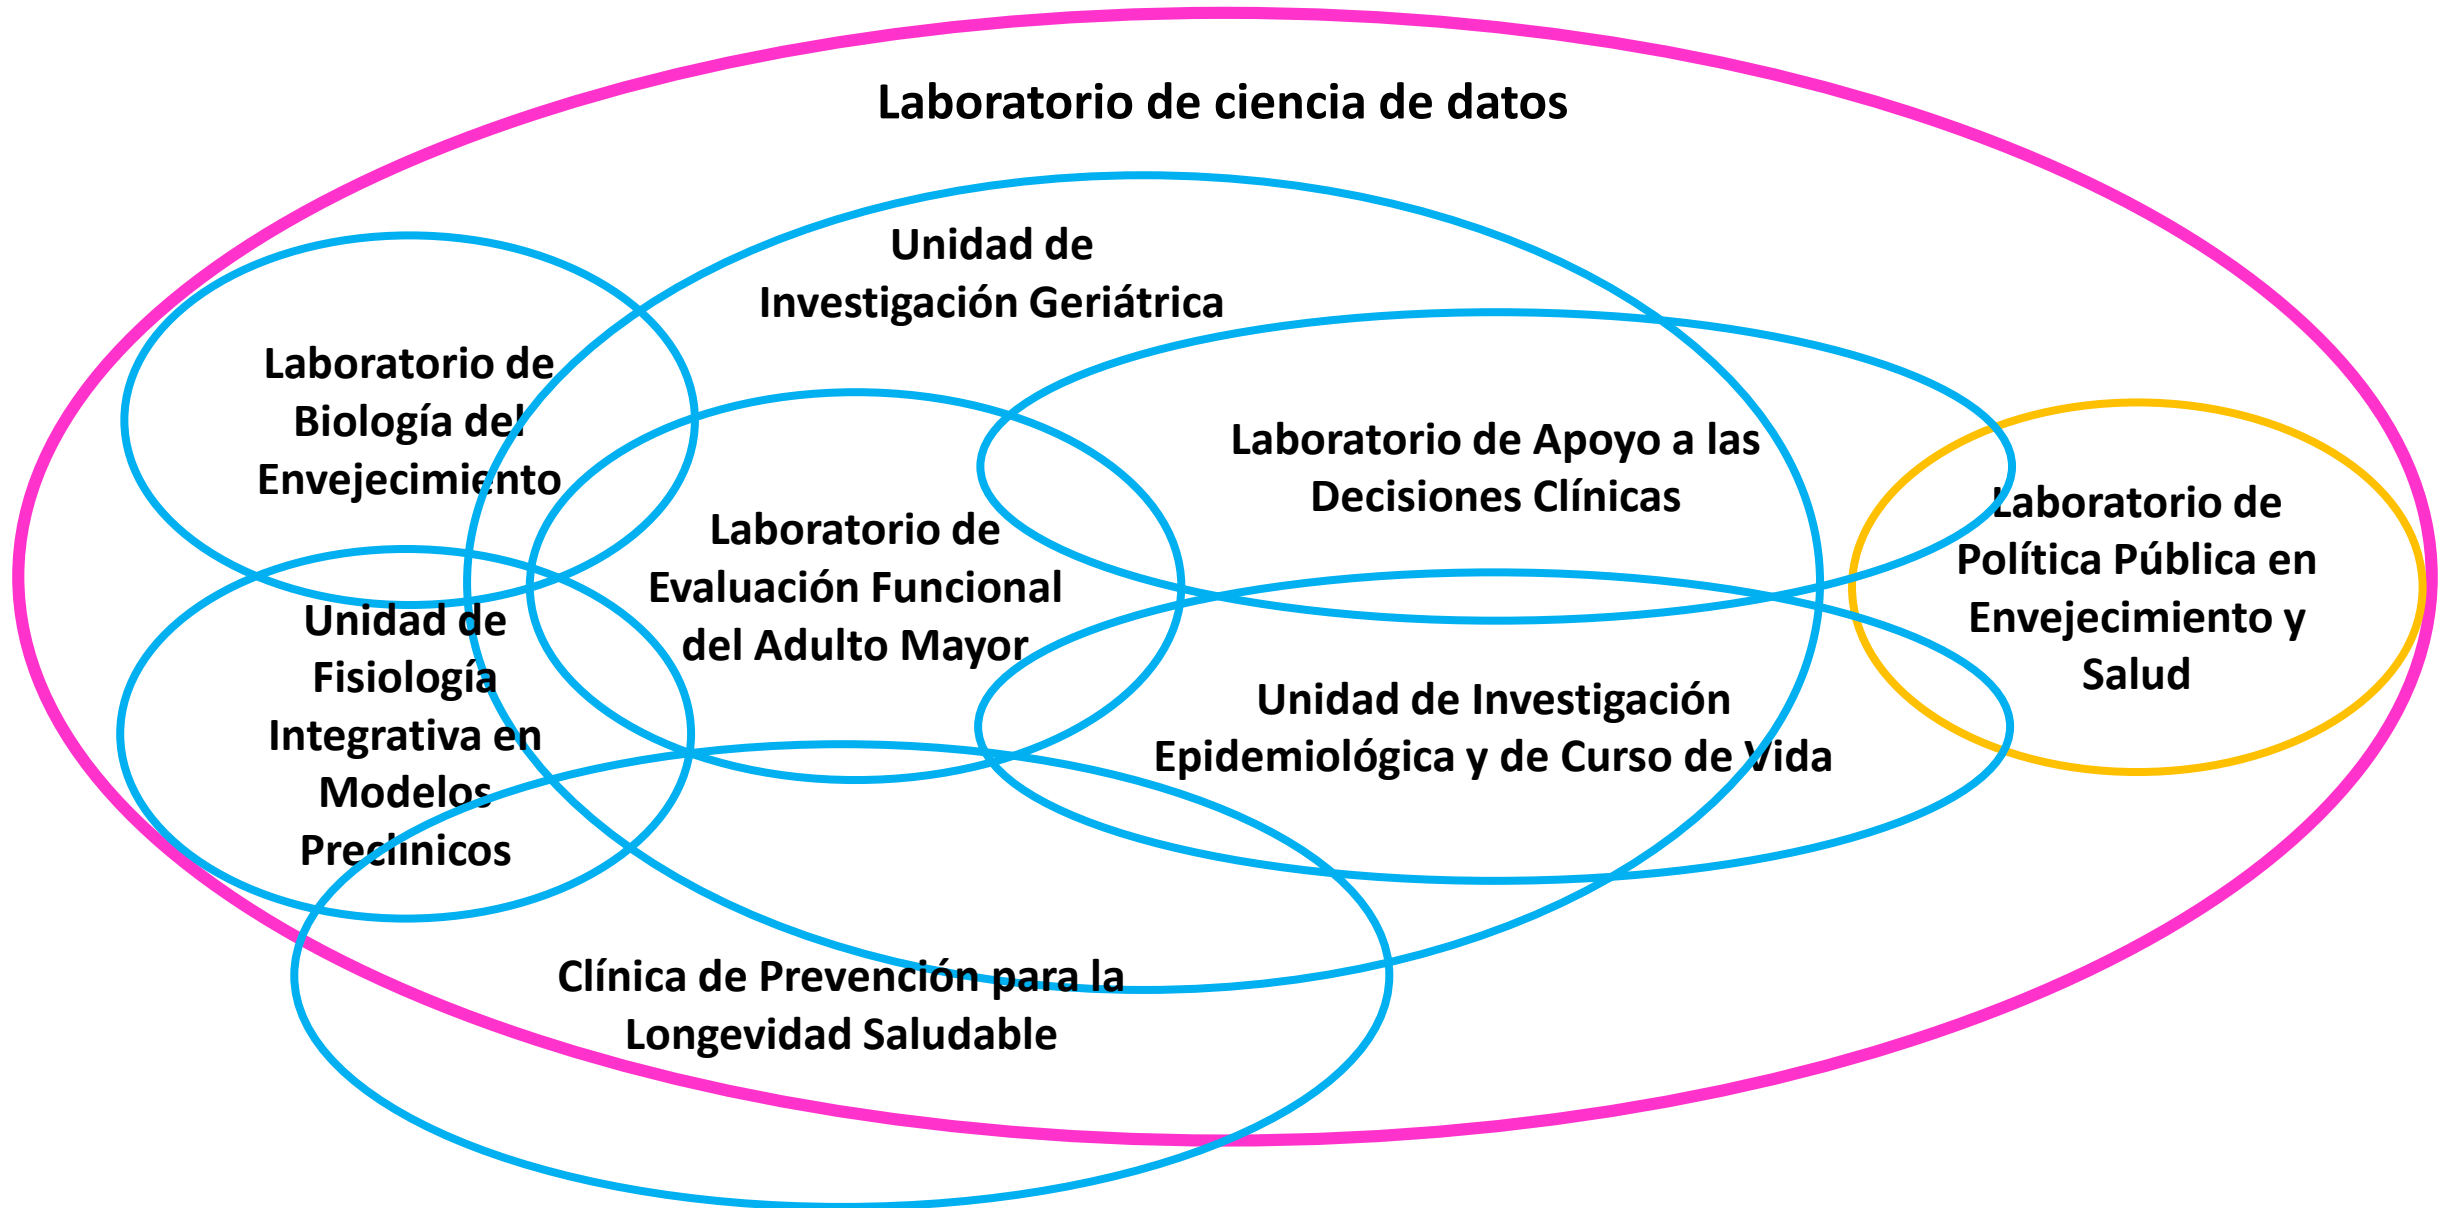 Laboratorio de ciencia de datos
Unidad de
Investigación Geriátrica
Laboratorio de
Biología del
Envejecimiento
Laboratorio de Apoyo a las
Decisiones Clínicas
Laboratorio de
Política Pública en
Envejecimiento y
Salud
Laboratorio de
Evaluación Funcional
del Adulto Mayor
Unidad de
Fisiología
Integrativa en
Modelos
Preclinicos
Unidad de Investigación
Epidemiológica y de Curso de Vida
Clínica de Prevención para la
Longevidad Saludable